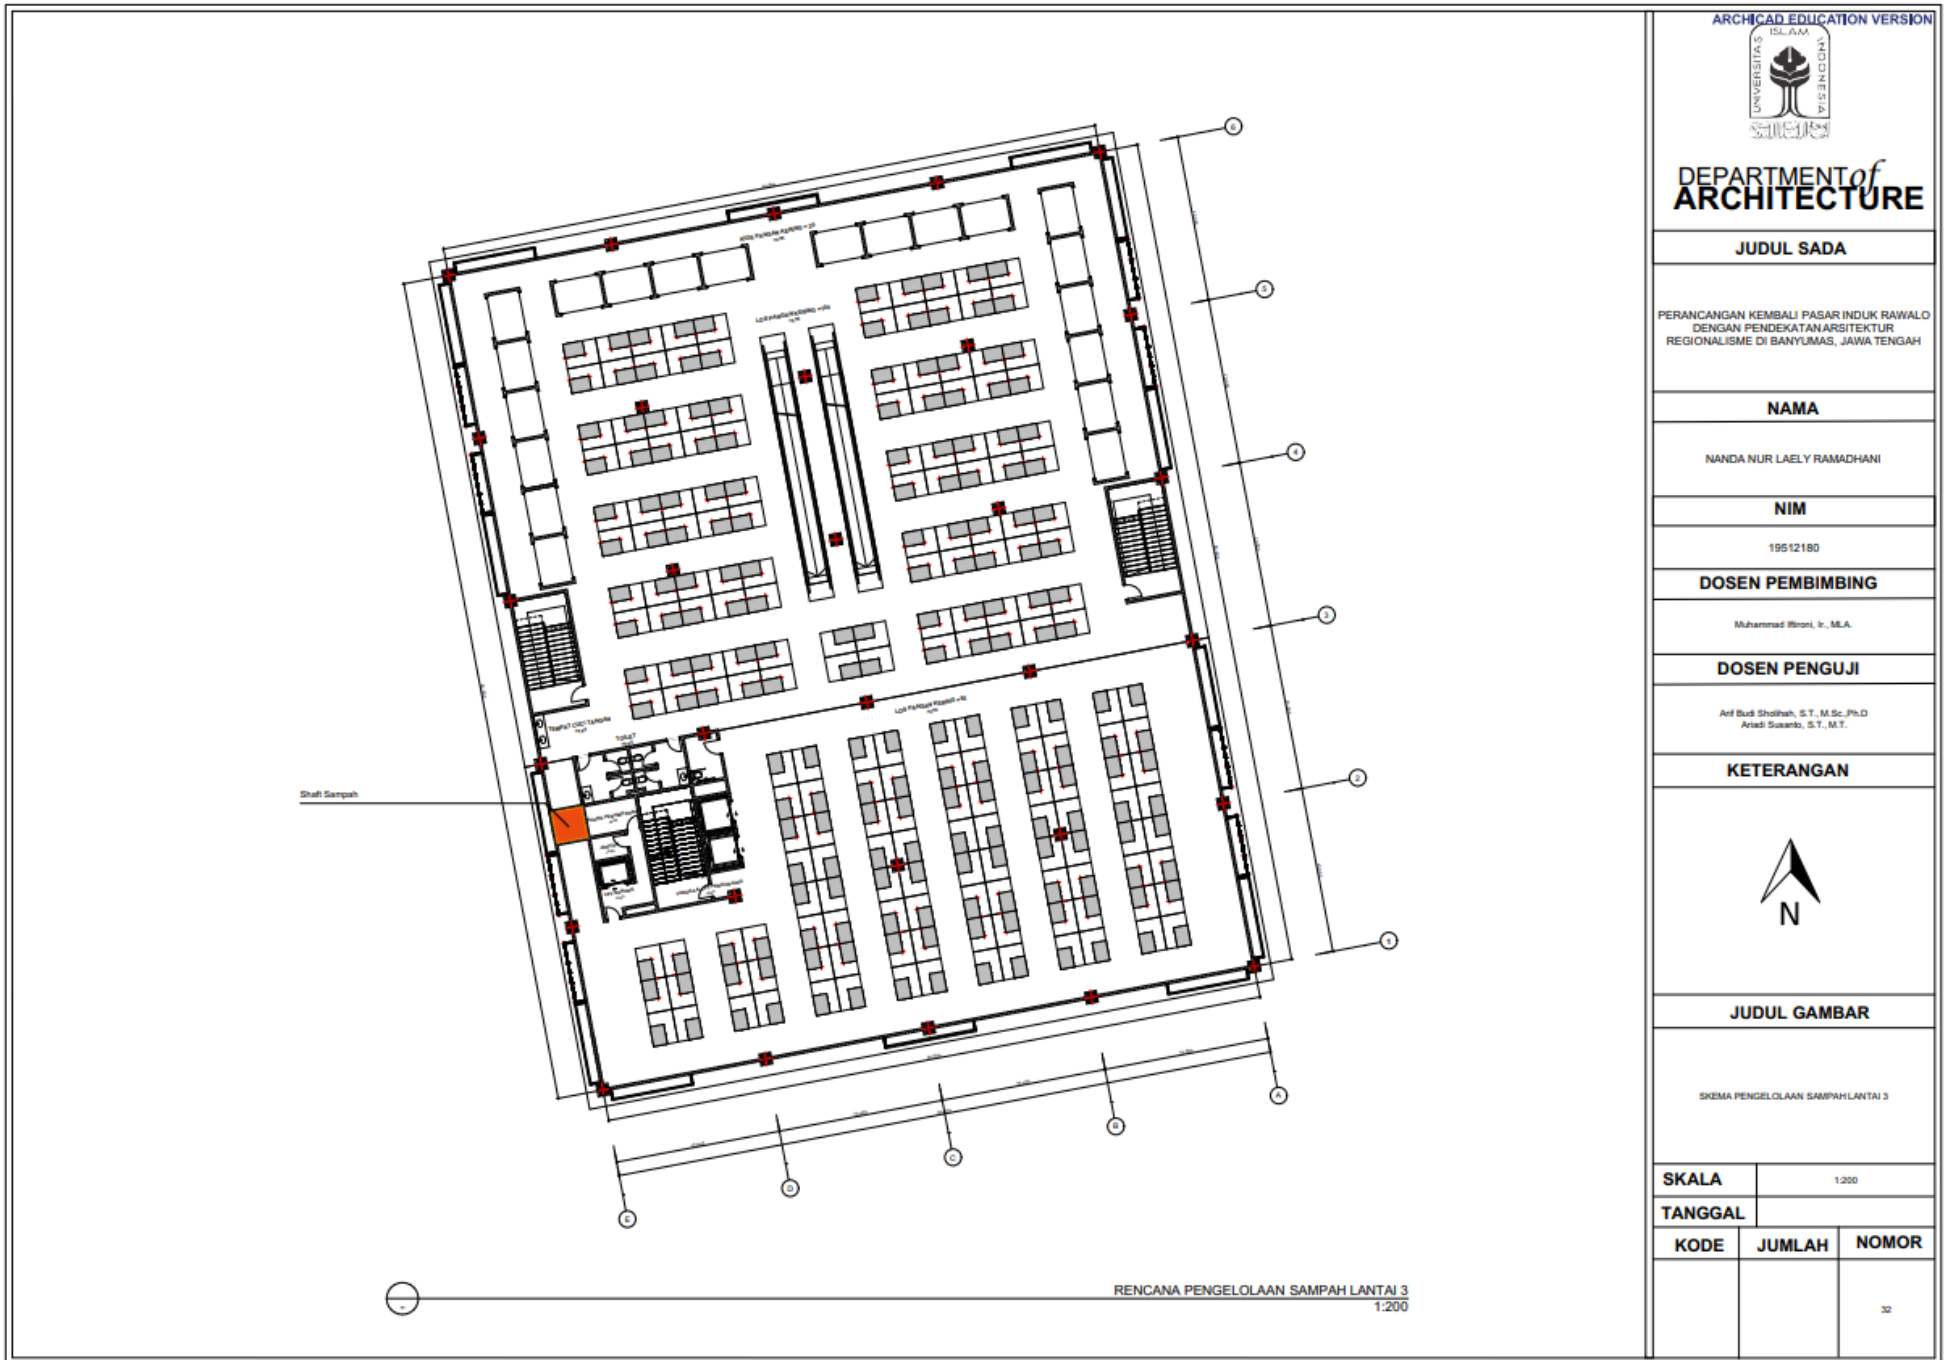 ARCHICAD EDUCATION VERSION
UNIVERSITAS ISLAM INDONESIA
DEPARTMENT of
ARCHITECTURE
JUDUL SADA
PERANCANGAN KEMBALI PASAR INDUK RAWALO
DENGAN PENDEKATAN ARSITEKTUR
REGIONALISME DI BANYUMAS, JAWA TENGAH
NAMA
NANDA NUR LAELY RAMADHANI
NIM
19512180
DOSEN PEMBIMBING
Muhammad Iftironi, Ir., MLA.
DOSEN PENGUJI
Arif Budi Sholihah, S.T., M.Sc.,Ph.D
Ariadi Susanto, S.T., M.T.
KETERANGAN
N
JUDUL GAMBAR
SKEMA PENGELOLAAN SAMPAH LANTAI 3
SKALA
1:200
TANGGAL
KODE
JUMLAH
NOMOR
32
6
5
4
3
2
1
A
B
C
D
E
TEMPAT CUCI TANGAN
TOILET
Shaft Sampah
RENCANA PENGELOLAAN SAMPAH LANTAI 3
1:200